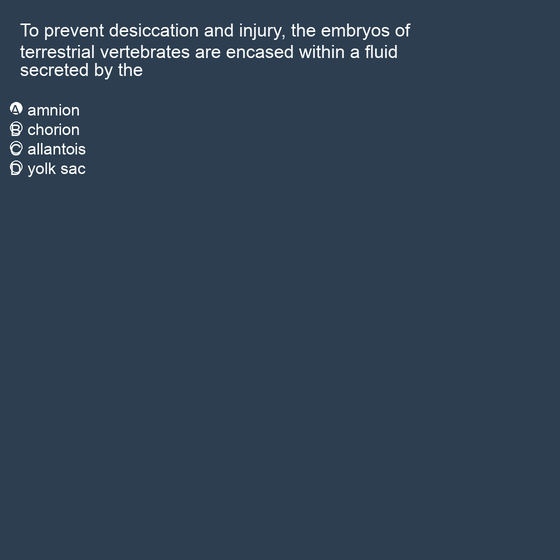 To prevent desiccation and injury, the embryos of
terrestrial vertebrates are encased within a fluid
secreted by the
A amnion
B chorion
C allantois
D yolk sac